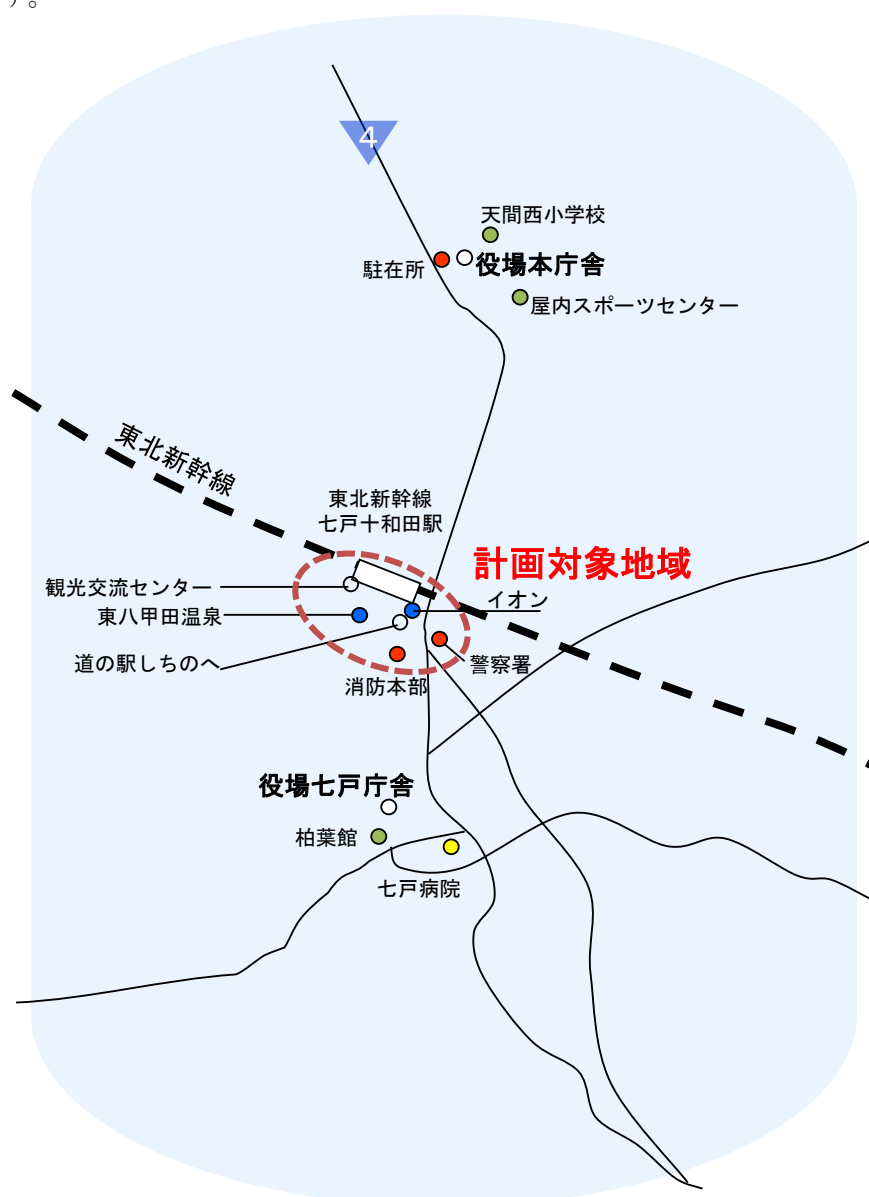 す。
4
天間西小学校
駐在所
役場本庁舎
屋内スポーツセンター
東北新幹線
東北新幹線
七戸十和田駅
計画対象地域
観光交流センター
イオン
東八甲田温泉
道の駅しちのへ
警察署
消防本部
役場七戸庁舎
柏葉館
七戸病院